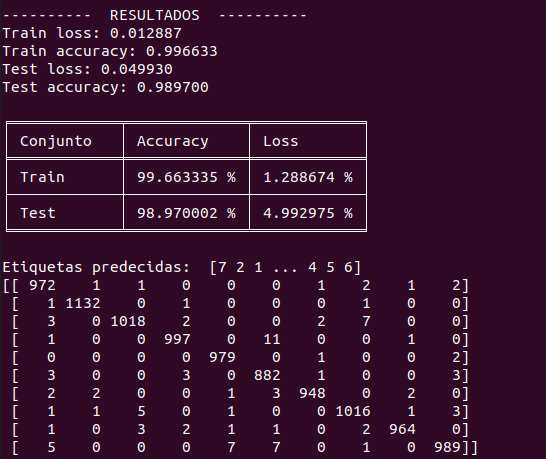 ----------  RESULTADOS  ----------
Train loss: 0.012887
Train accuracy: 0.996633
Test loss: 0.049930
Test accuracy: 0.989700
Conjunto Accuracy Loss
Train 99.663335 % 1.288674 %
Test 98.970002 % 4.992975 %
Etiquetas predecidas:  [7 2 1 ... 4 5 6]
[[ 972    1    1    0    0    0    1    2    1    2]
 [   1 1132    0    1    0    0    0    1    0    0]
 [   3    0 1018    2    0    0    2    7    0    0]
 [   1    0    0  997    0   11    0    0    1    0]
 [   0    0    0    0  979    0    1    0    0    2]
 [   3    0    0    3    0  882    1    0    0    3]
 [   2    2    0    0    1    3  948    0    2    0]
 [   1    1    5    0    1    0    0 1016    1    3]
 [   1    0    3    2    1    1    0    2  964    0]
 [   5    0    0    0    7    7    0    1    0  989]]